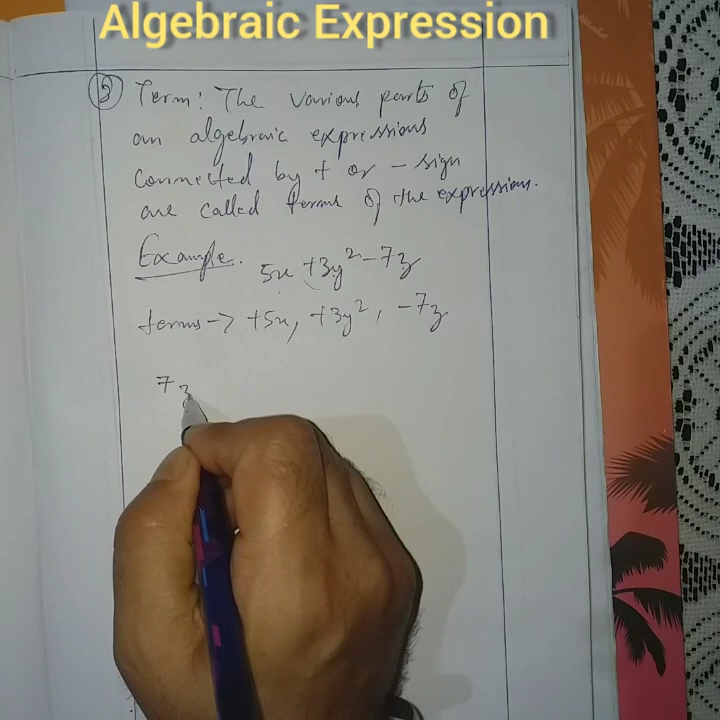 Algebraic Expression
③ Term: The various parts of
an algebraic expressions
connected by + or - sign
are called terms of the expression.
Example.
5x + 3y² - 7z
terms → +5x, +3y², -7z
7z